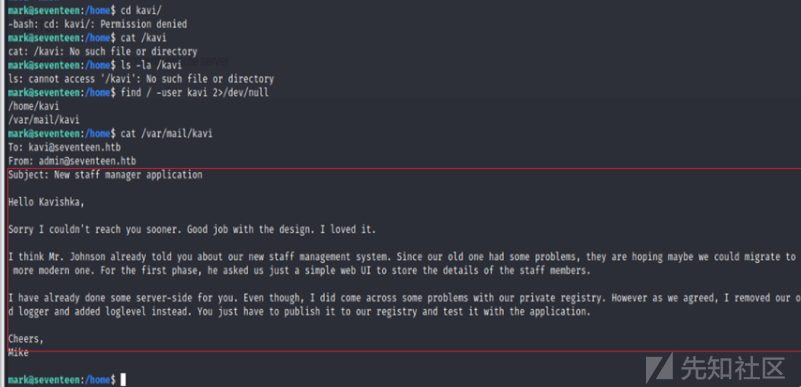 mark@seventeen:/home$ cd kavi/
-bash: cd: kavi/: Permission denied
mark@seventeen:/home$ cat /kavi
cat: /kavi: No such file or directory
mark@seventeen:/home$ ls -la /kavi
ls: cannot access '/kavi': No such file or directory
mark@seventeen:/home$ find / -user kavi 2>/dev/null
/home/kavi
/var/mail/kavi
mark@seventeen:/home$ cat /var/mail/kavi
To: kavi@seventeen.htb
From: admin@seventeen.htb
Subject: New staff manager application
Hello Kavishka,
Sorry I couldn't reach you sooner. Good job with the design. I loved it.
I think Mr. Johnson already told you about our new staff management system. Since our old one had some problems, they are hoping maybe we could migrate to
more modern one. For the first phase, he asked us just a simple web UI to store the details of the staff members.
I have already done some server-side for you. Even though, I did come across some problems with our private registry. However as we agreed, I removed our o
d logger and added loglevel instead. You just have to publish it to our registry and test it with the application.
Cheers,
Mike
mark@seventeen:/home$
先知社区